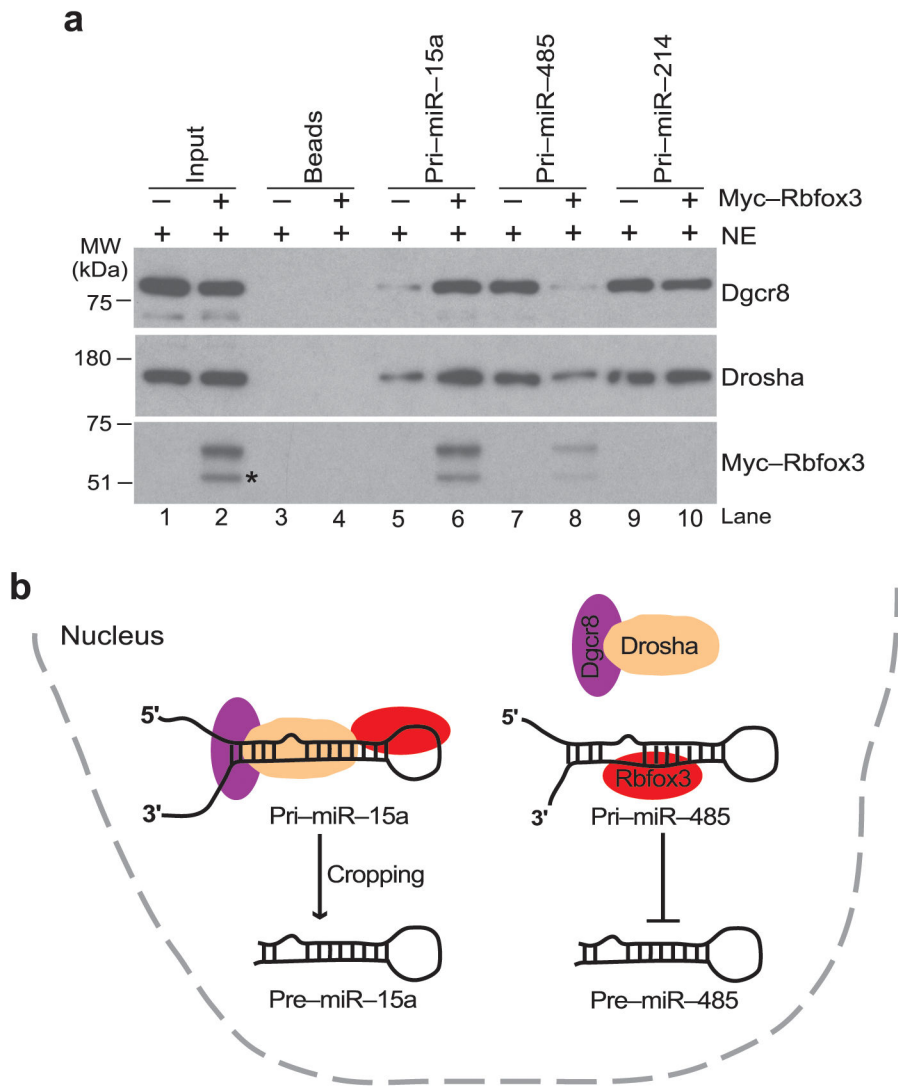 a
Input
Beads
Pri–miR–15a
Pri–miR–485
Pri–miR–214
– + – + – + – + – + Myc–Rbfox3
+ + + + + + + + + + NE
MW
(kDa)
75 – Dgcr8
180 – Drosha
75 –
Myc–Rbfox3
51 – *
1 2 3 4 5 6 7 8 9 10 Lane
b
Nucleus
Dgcr8
Drosha
5'
5'
Rbfox3
3'
3'
Pri–miR–15a
Pri–miR–485
Cropping
Pre–miR–15a
Pre–miR–485